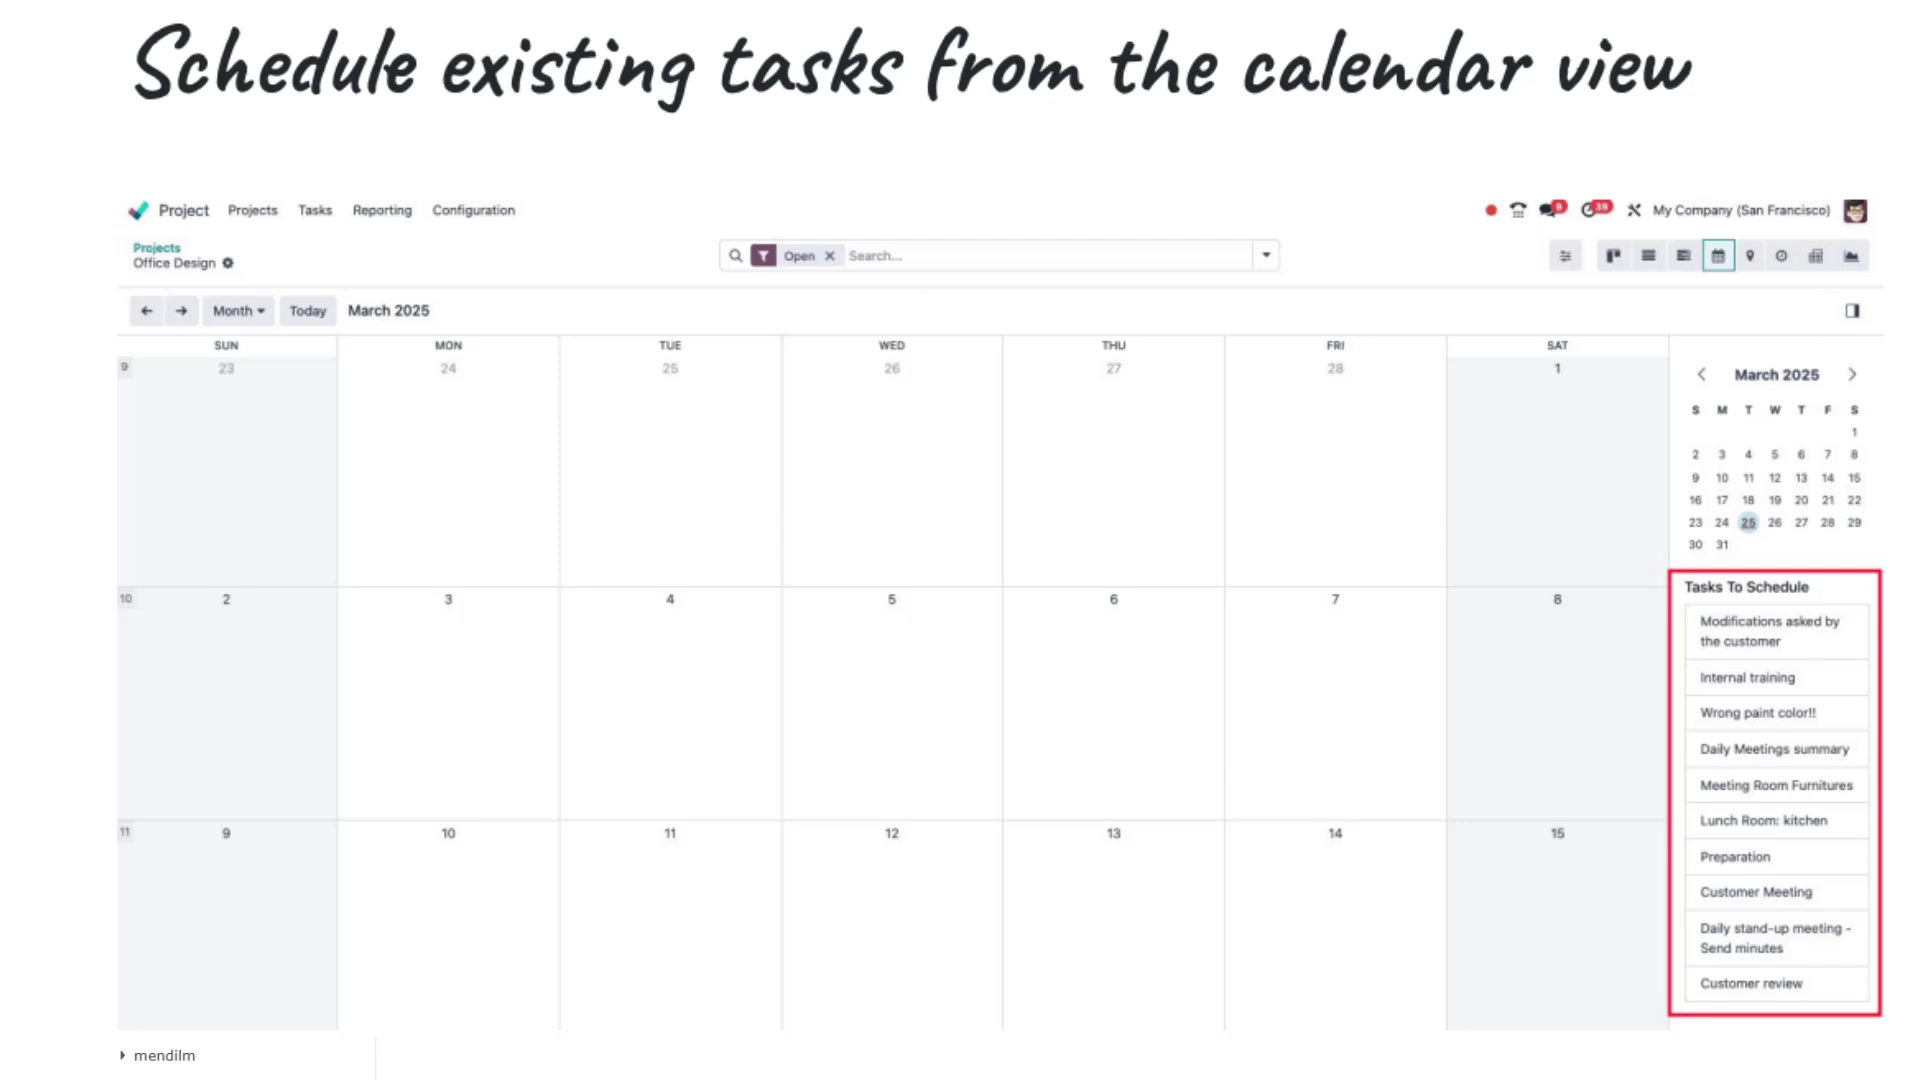 Schedule existing tasks from the calendar view
Project Projects Tasks Reporting Configuration
9 39 My Company (San Francisco)
Projects
Office Design
Open Search...
Month Today March 2025
SUN MON TUE WED THU FRI SAT
9 23 24 25 26 27 28 1
10 2 3 4 5 6 7 8
11 9 10 11 12 13 14 15
March 2025
S M T W T F S
1
2 3 4 5 6 7 8
9 10 11 12 13 14 15
16 17 18 19 20 21 22
23 24 25 26 27 28 29
30 31
Tasks To Schedule
Modifications asked by
the customer
Internal training
Wrong paint color!!
Daily Meetings summary
Meeting Room Furnitures
Lunch Room: kitchen
Preparation
Customer Meeting
Daily stand-up meeting -
Send minutes
Customer review
mendilm